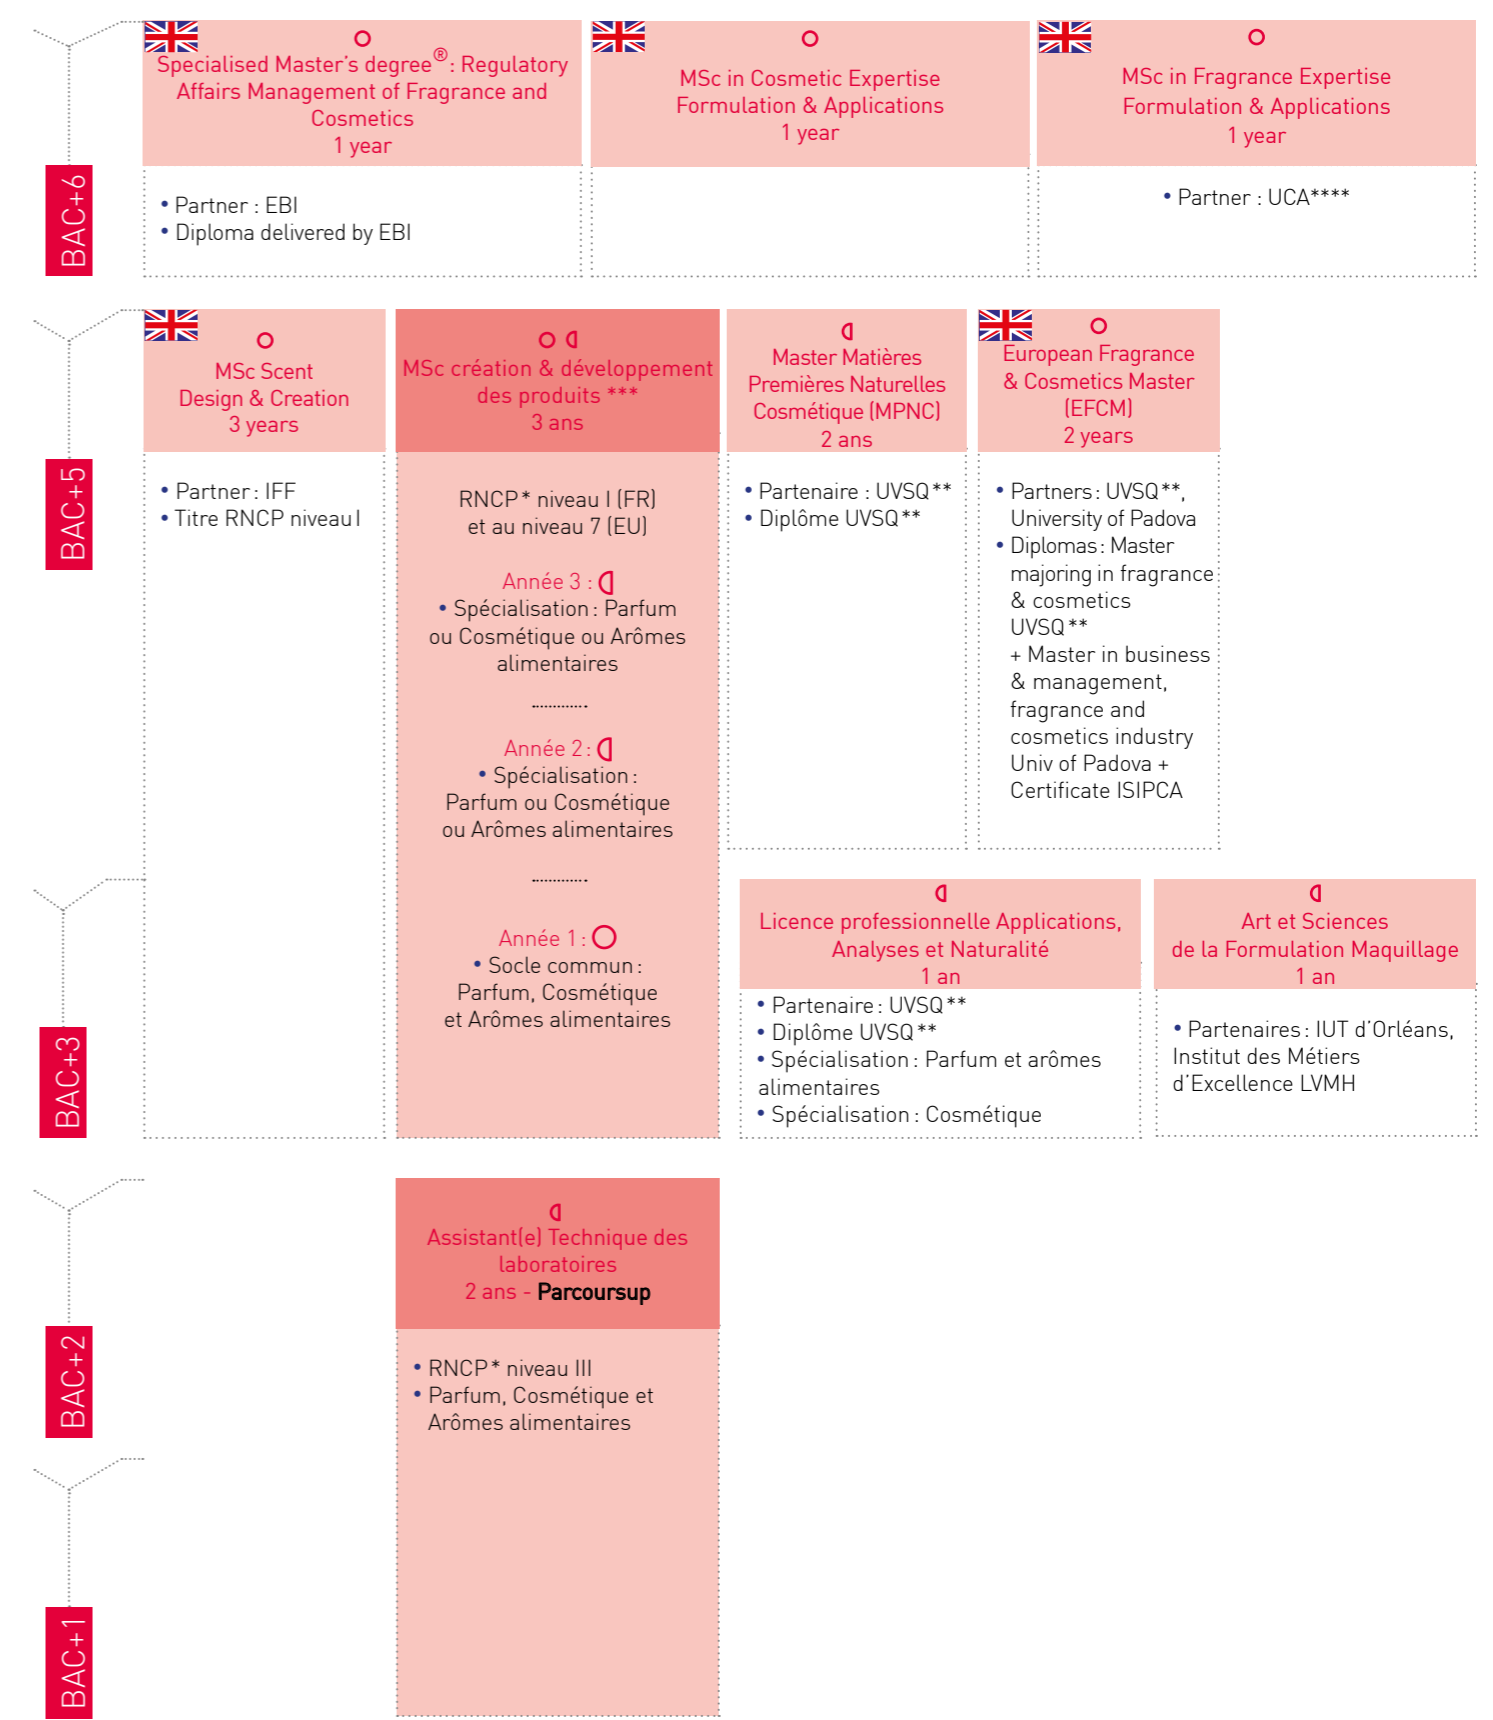 BAC+6
Specialised Master's degree®: Regulatory
Affairs Management of Fragrance and
Cosmetics
1 year
• Partner : EBI
• Diploma delivered by EBI
MSc in Cosmetic Expertise
Formulation & Applications
1 year
MSc in Fragrance Expertise
Formulation & Applications
1 year
• Partner : UCA****
BAC+5
MSc Scent
Design & Creation
3 years
• Partner : IFF
• Titre RNCP niveau I
MSc création & développement
des produits ***
3 ans
RNCP* niveau I (FR)
et au niveau 7 (EU)
Année 3 :
• Spécialisation : Parfum
ou Cosmétique ou Arômes
alimentaires
Année 2 :
• Spécialisation :
Parfum ou Cosmétique
ou Arômes alimentaires
Année 1 :
• Socle commun :
Parfum, Cosmétique
et Arômes alimentaires
Master Matières
Premières Naturelles
Cosmétique (MPNC)
2 ans
• Partenaire : UVSQ**
• Diplôme UVSQ**
European Fragrance
& Cosmetics Master
(EFCM)
2 years
• Partners : UVSQ**,
University of Padova
• Diplomas : Master
majoring in fragrance
& cosmetics
UVSQ**
+ Master in business
& management,
fragrance and
cosmetics industry
Univ of Padova +
Certificate ISIPCA
BAC+3
Licence professionnelle Applications,
Analyses et Naturalité
1 an
• Partenaire : UVSQ**
• Diplôme UVSQ**
• Spécialisation : Parfum et arômes
alimentaires
• Spécialisation : Cosmétique
Art et Sciences
de la Formulation Maquillage
1 an
• Partenaires : IUT d'Orléans,
Institut des Métiers
d'Excellence LVMH
BAC+2
Assistant(e) Technique des
laboratoires
2 ans - Parcoursup
• RNCP* niveau III
• Parfum, Cosmétique et
Arômes alimentaires
BAC+1